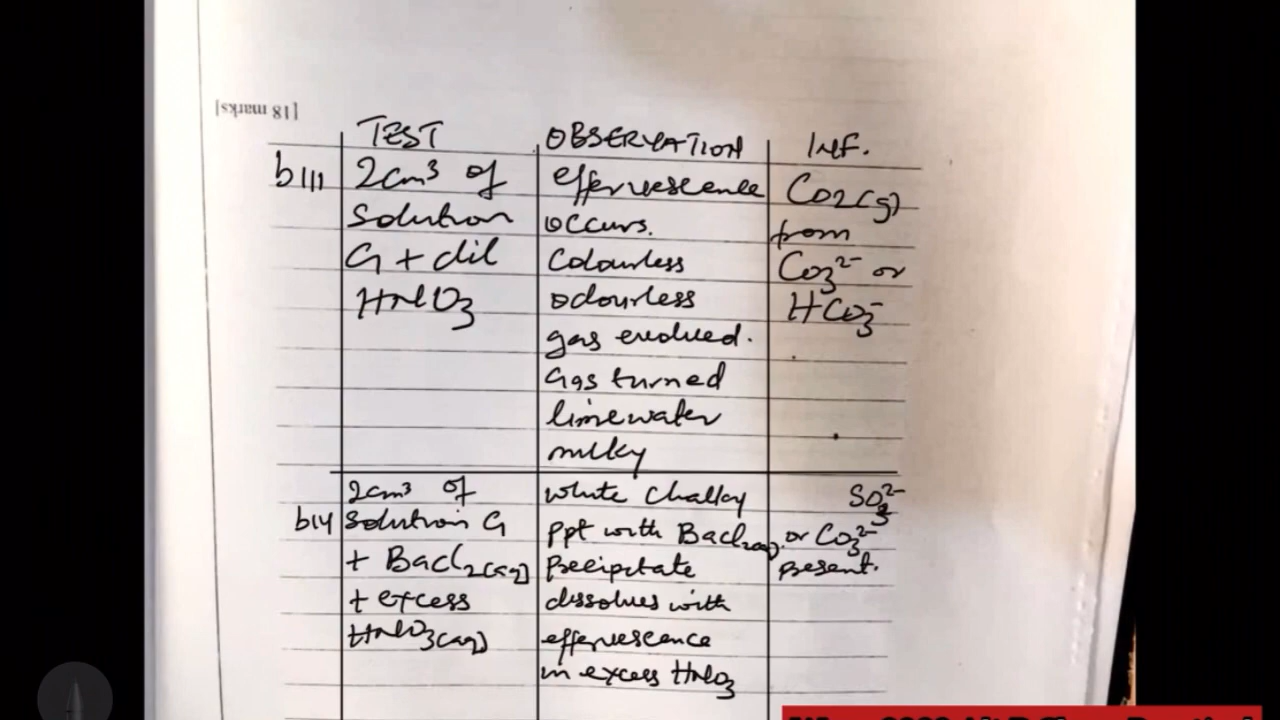 [18 marks]
TEST OBSERVATION Inf.
biii 2cm³ of effervescence CO2(g)
Solution occurs. from
G + dil Colourless CO3²⁻ or
HNO3 odourless HCO3⁻
gas evolved.
Gas turned
limewater
milky
2cm³ of white chalky SO3²⁻
biv solution G ppt with BaCl2(aq). or CO3²⁻
+ BaCl2(aq) precipitate present.
+ excess dissolves with
HNO3(aq) effervescence
in excess HNO3